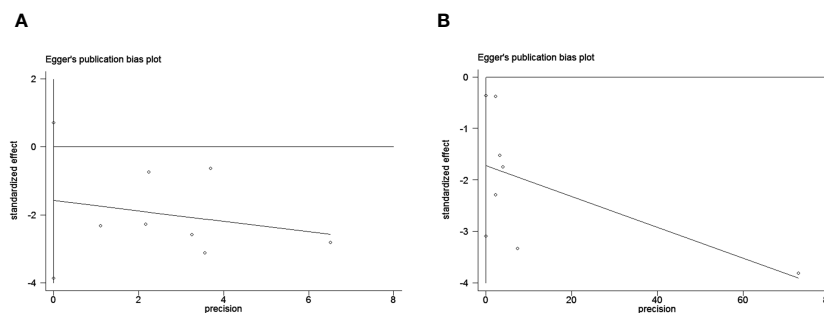 A
Egger's publication bias plot
2
0
-2
-4
standardized effect
0
2
4
6
8
precision
B
Egger's publication bias plot
0
-1
-2
-3
-4
standardized effect
0
20
40
60
8
precision